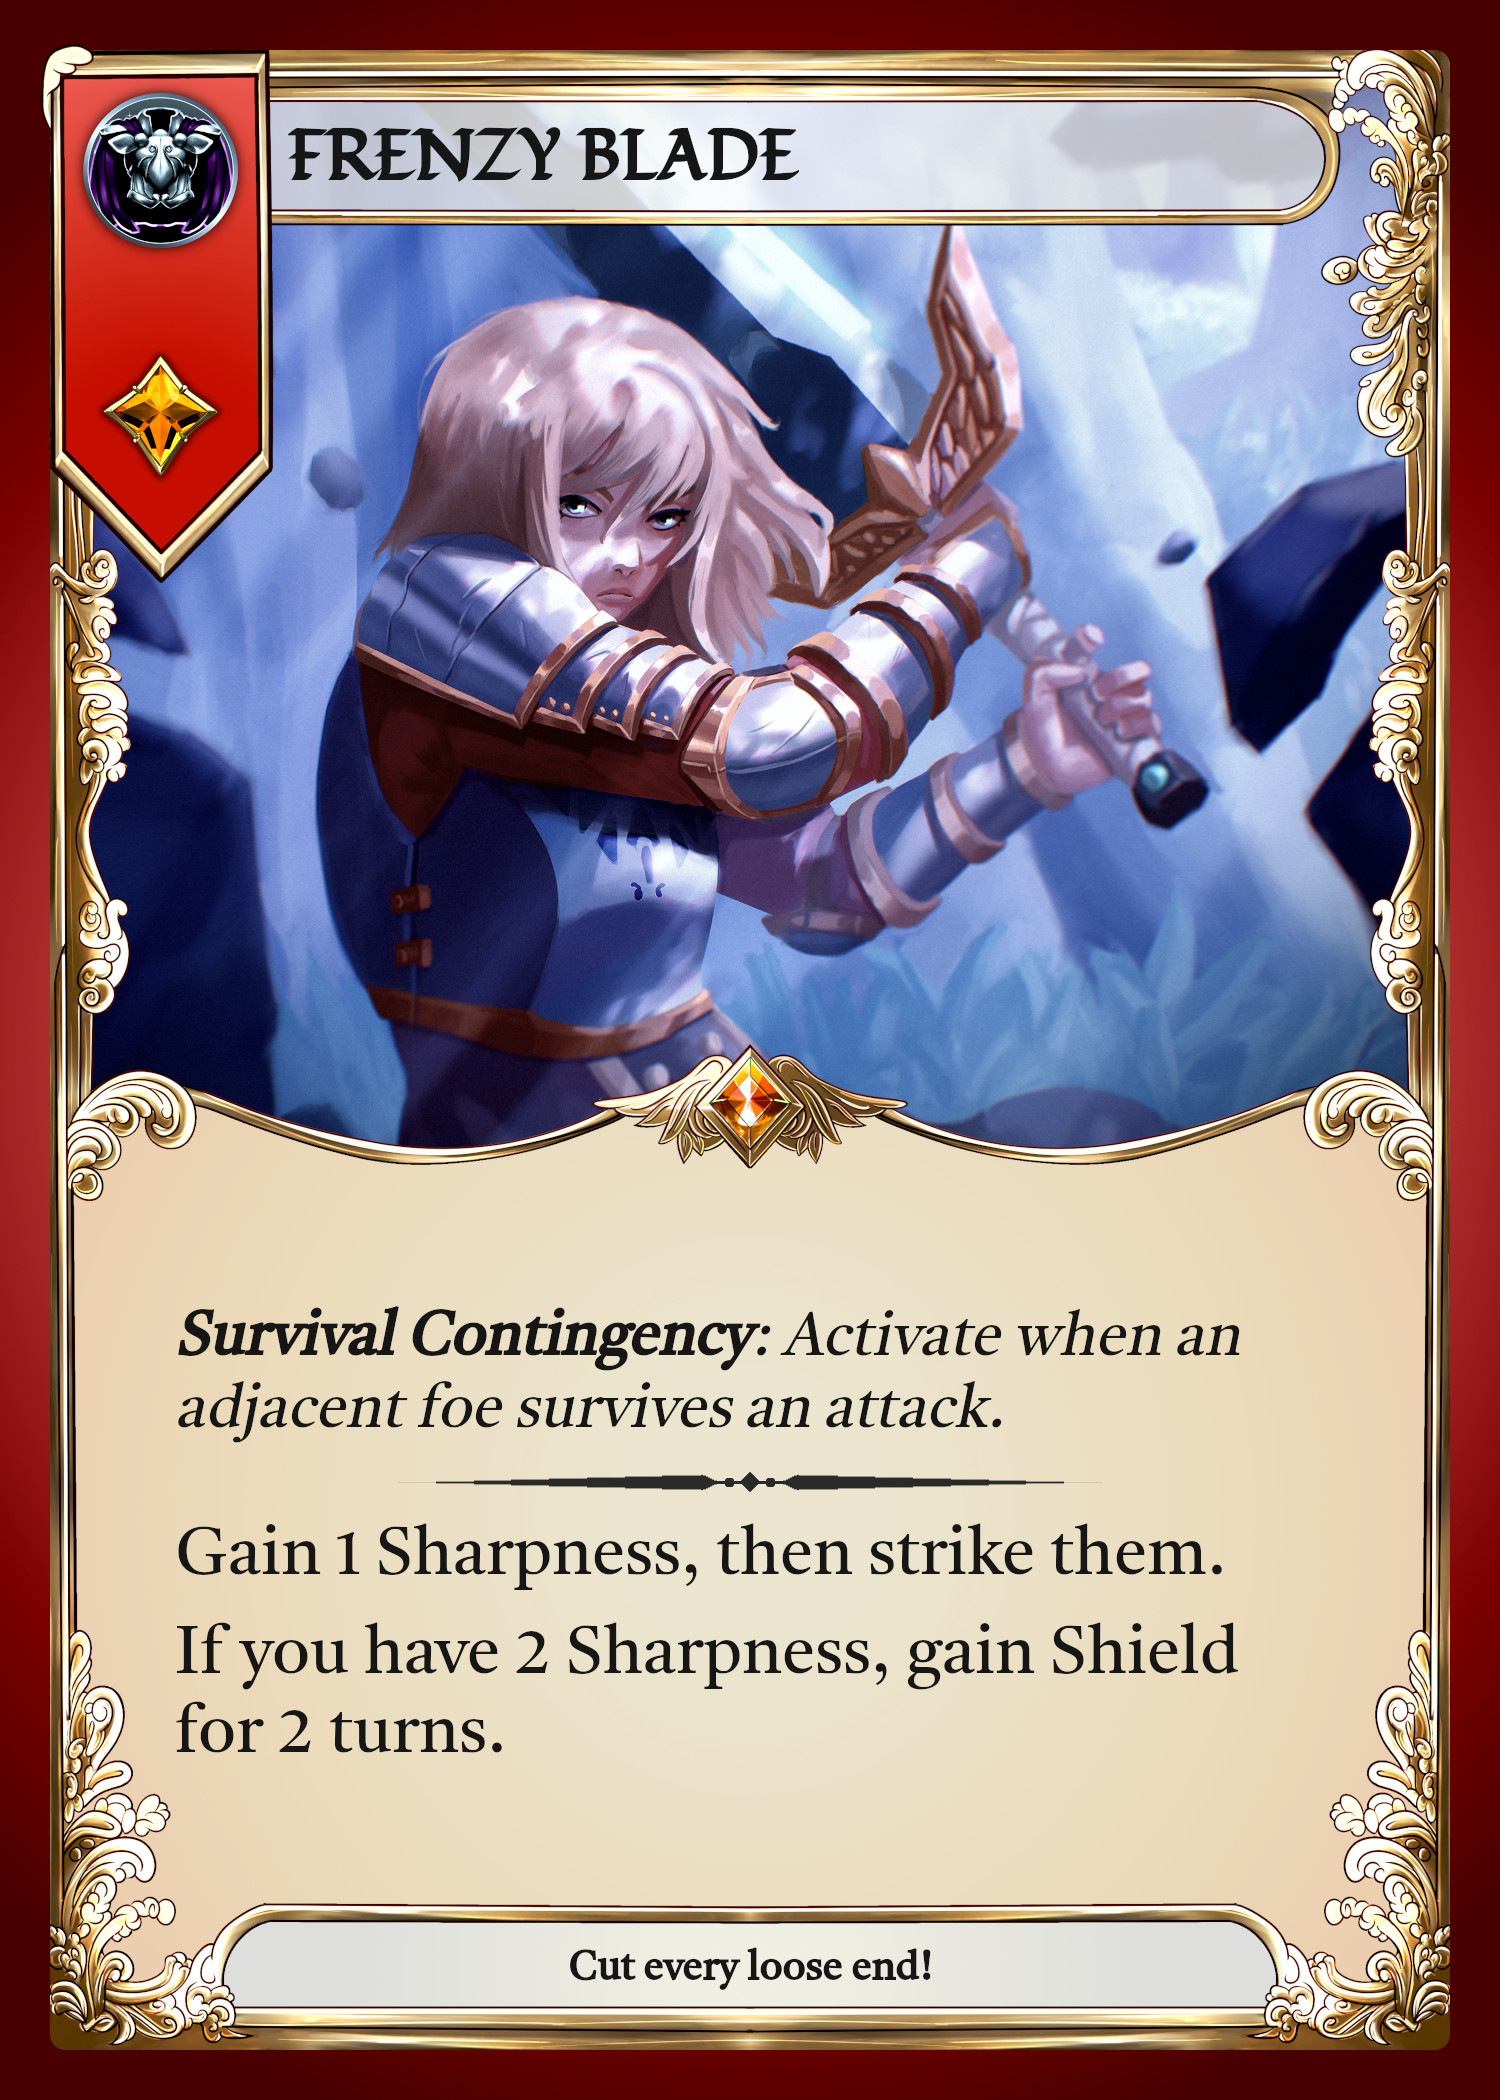 FRENZY BLADE
Survival Contingency: Activate when an
adjacent foe survives an attack.
Gain 1 Sharpness, then strike them.
If you have 2 Sharpness, gain Shield
for 2 turns.
Cut every loose end!